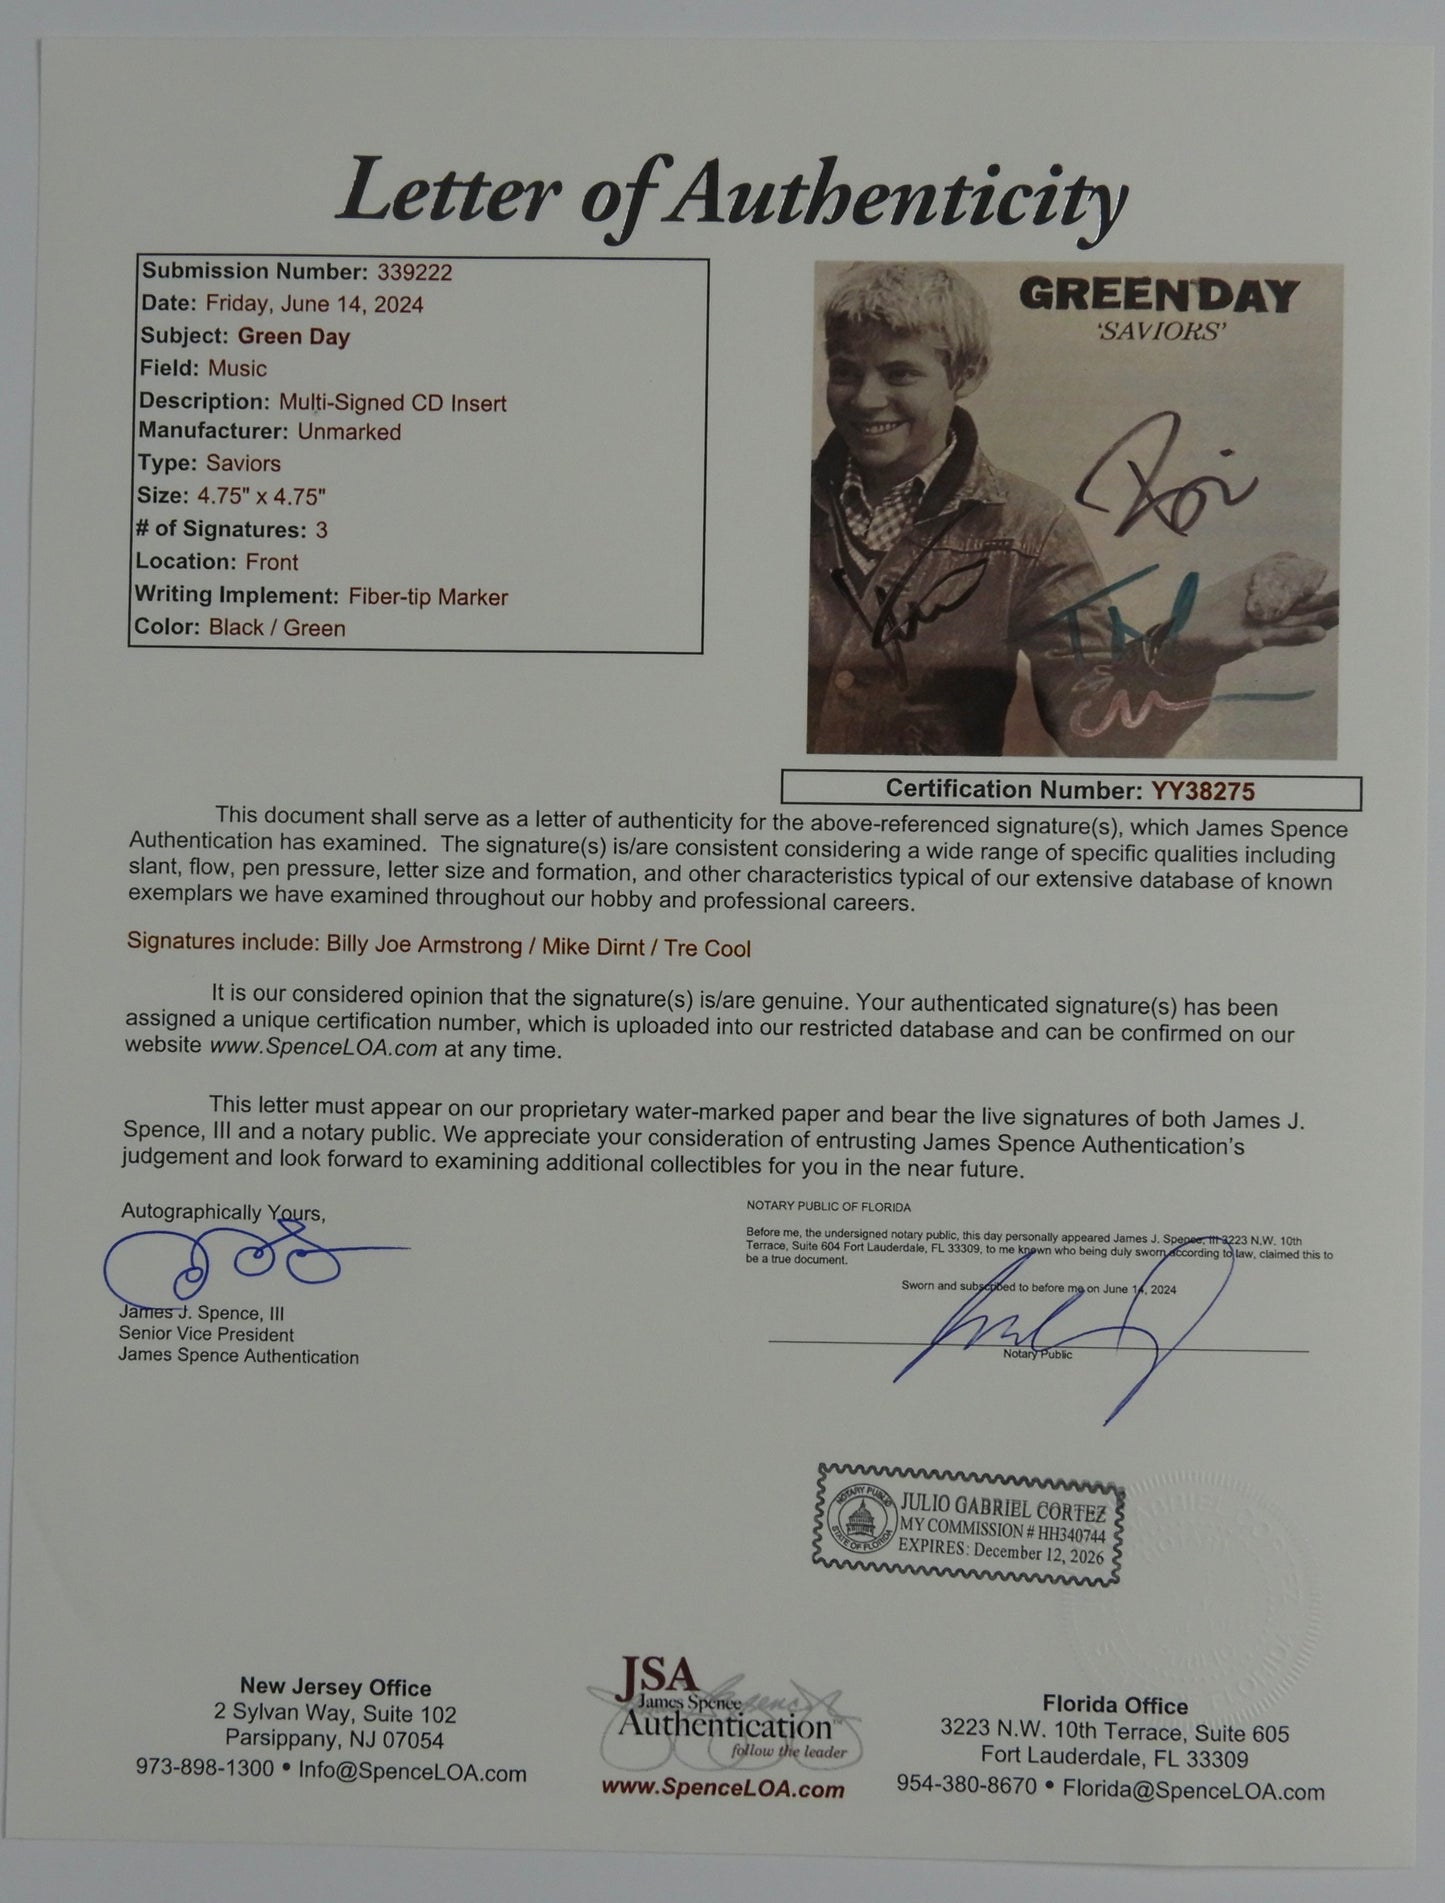 Letter of Authenticity
Submission Number: 339222
Date: Friday, June 14, 2024
Subject: Green Day
Field: Music
Description: Multi-Signed CD Insert
Manufacturer: Unmarked
Type: Saviors
Size: 4.75" x 4.75"
# of Signatures: 3
Location: Front
Writing Implement: Fiber-tip Marker
Color: Black / Green
GREEN DAY
'SAVIORS'
Certification Number: YY38275
This document shall serve as a letter of authenticity for the above-referenced signature(s), which James Spence
Authentication has examined. The signature(s) is/are consistent considering a wide range of specific qualities including
slant, flow, pen pressure, letter size and formation, and other characteristics typical of our extensive database of known
exemplars we have examined throughout our hobby and professional careers.
Signatures include: Billy Joe Armstrong / Mike Dirnt / Tre Cool
It is our considered opinion that the signature(s) is/are genuine. Your authenticated signature(s) has been
assigned a unique certification number, which is uploaded into our restricted database and can be confirmed on our
website www.SpenceLOA.com at any time.
This letter must appear on our proprietary water-marked paper and bear the live signatures of both James J.
Spence, III and a notary public. We appreciate your consideration of entrusting James Spence Authentication's
judgement and look forward to examining additional collectibles for you in the near future.
Autographically Yours,
James J. Spence, III
Senior Vice President
James Spence Authentication
NOTARY PUBLIC OF FLORIDA
Before me, the undersigned notary public, this day personally appeared James J. Spence, III 3223 N.W. 10th
Terrace, Suite 604 Fort Lauderdale, FL 33309, to me known who being duly sworn according to law, claimed this to
be a true document.
Sworn and subscribed to before me on June 14, 2024
Notary Public
NOTARY PUBLIC
STATE OF FLORIDA
JULIO GABRIEL CORTEZ
MY COMMISSION # HH340744
EXPIRES: December 12, 2026
New Jersey Office
2 Sylvan Way, Suite 102
Parsippany, NJ 07054
973-898-1300 • Info@SpenceLOA.com
JSA
James Spence
Authentication™
follow the leader
www.SpenceLOA.com
Florida Office
3223 N.W. 10th Terrace, Suite 605
Fort Lauderdale, FL 33309
954-380-8670 • Florida@SpenceLOA.com